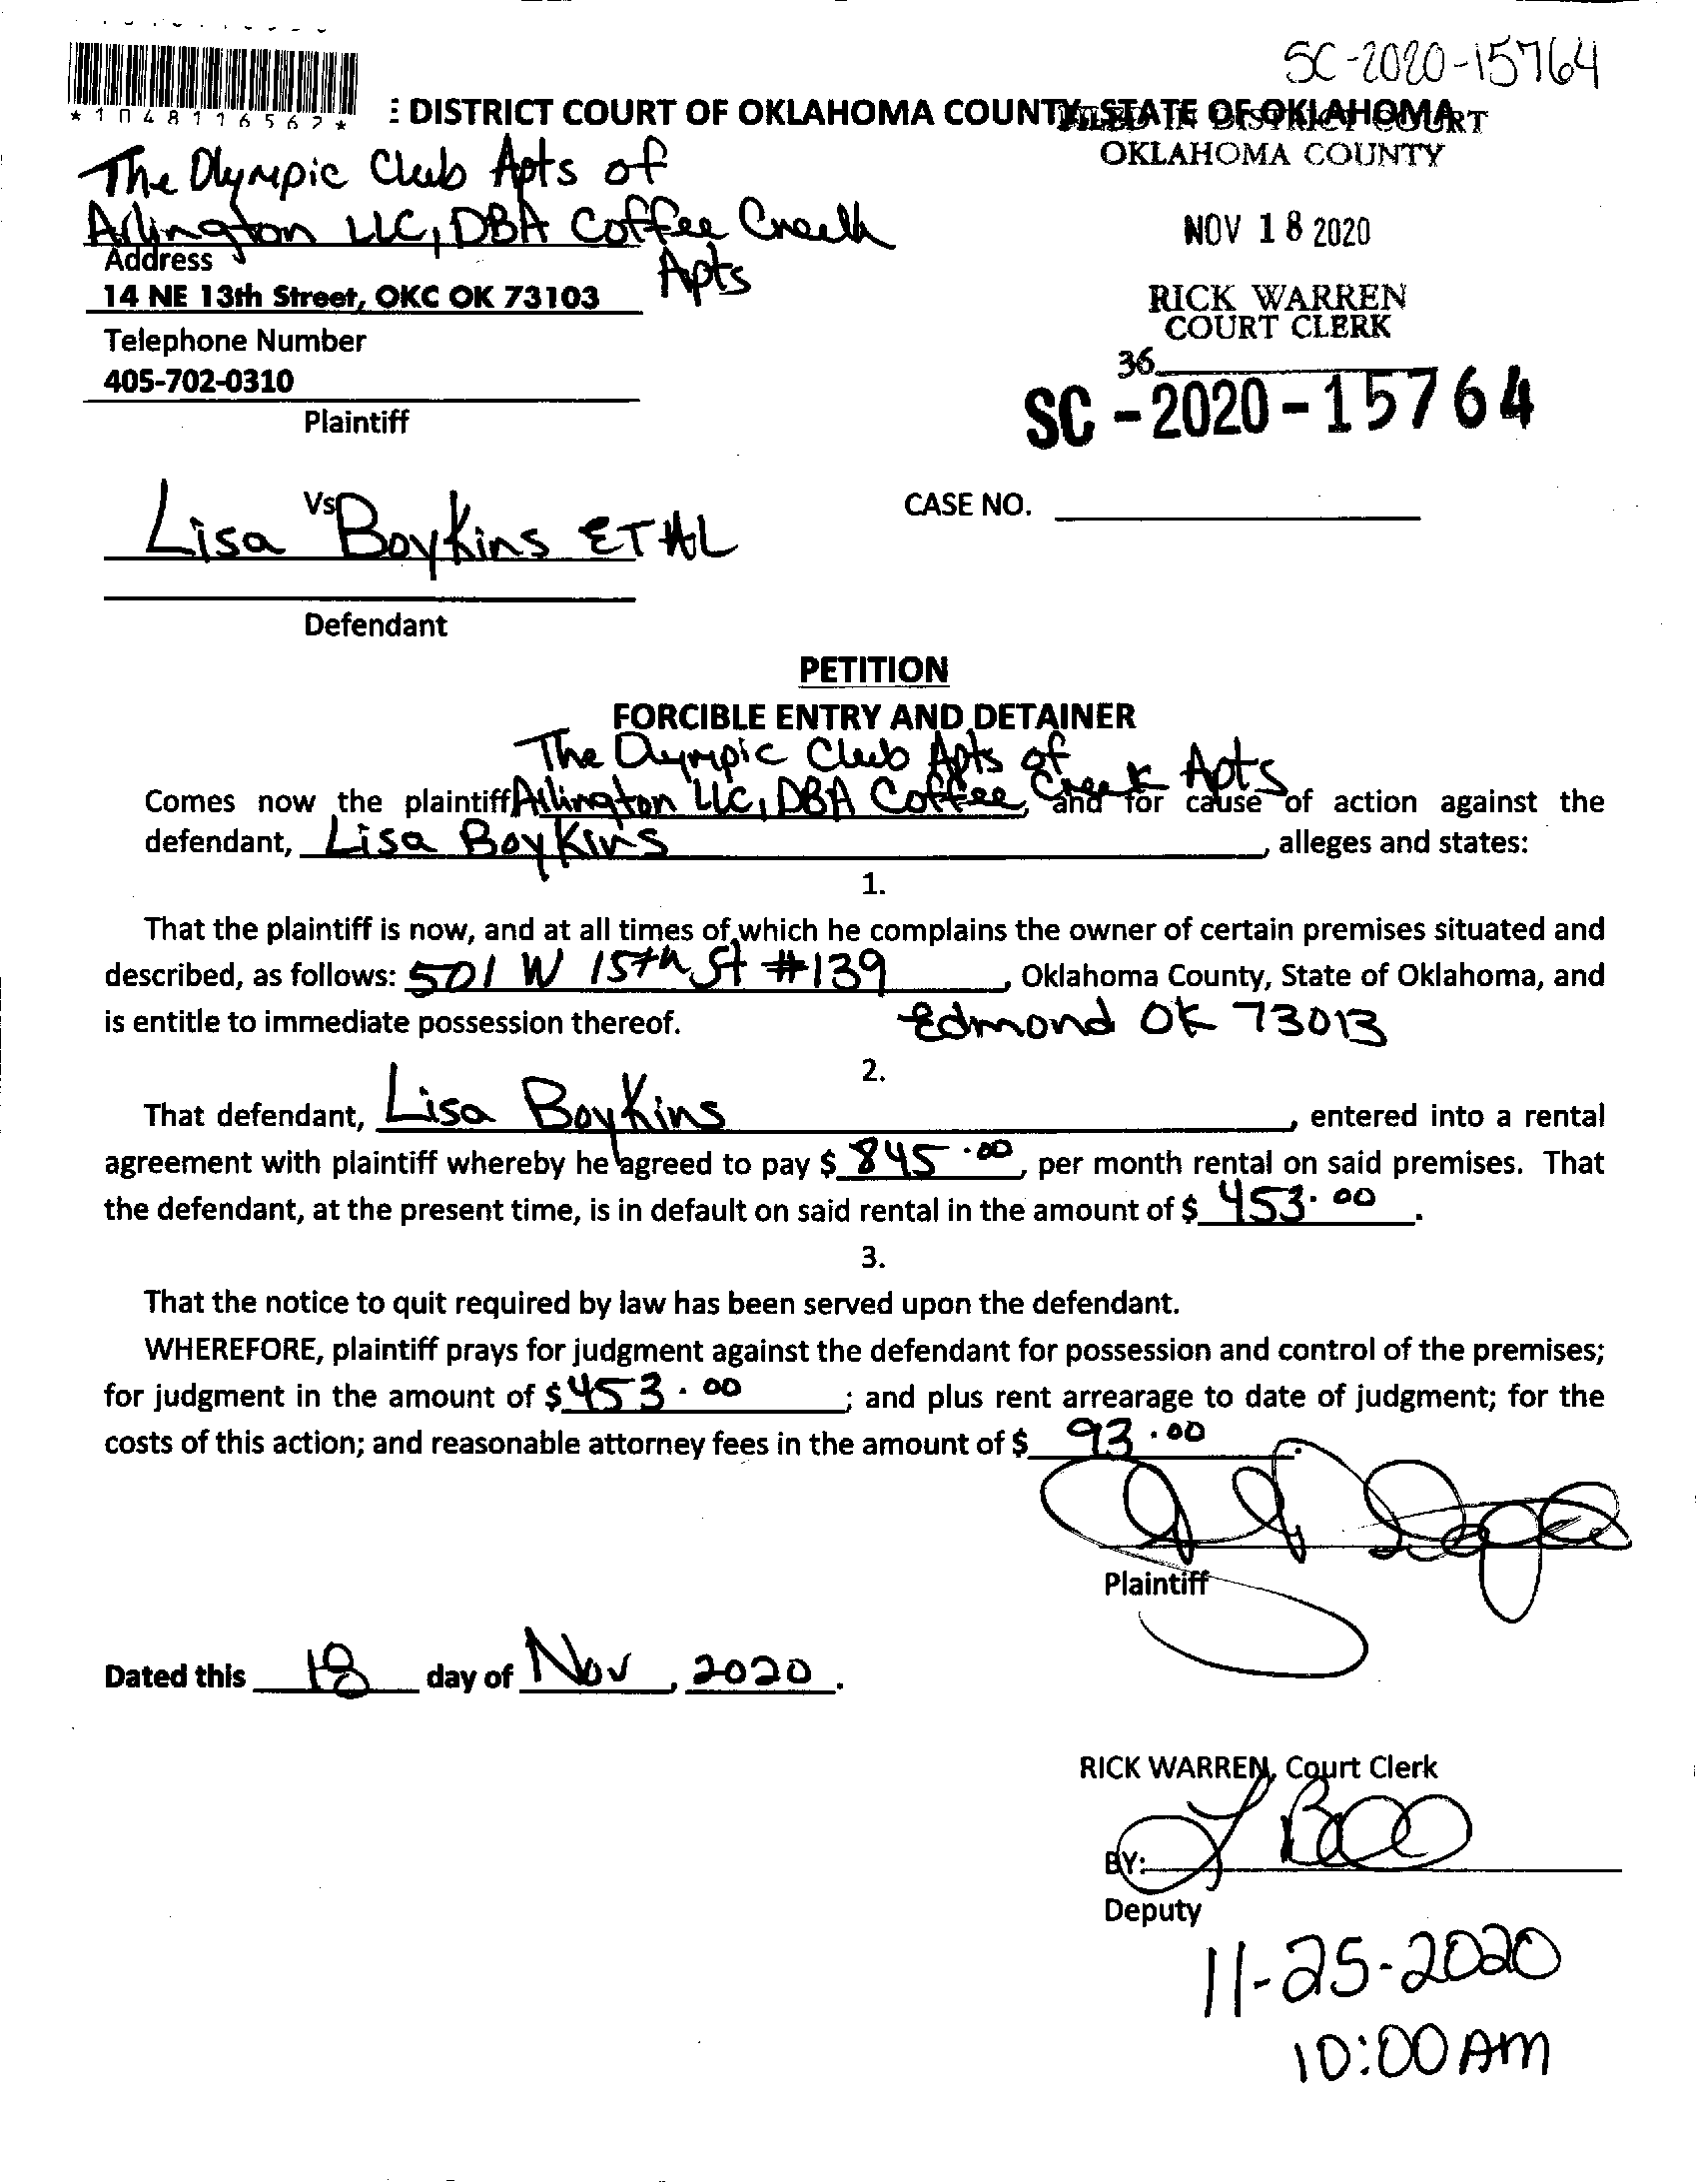 SC-2020-15764
*1048116562*
: DISTRICT COURT OF OKLAHOMA COUNTY, STATE OF OKLAHOMA
FILED IN DISTRICT COURT
OKLAHOMA COUNTY
The Olympic Club Apts of
Arlington LLC, DBA Coffee Creek
Apts
NOV 18 2020
Address
14 NE 13th Street, OKC OK 73103
RICK WARREN
COURT CLERK
Telephone Number
36
405-702-0310
SC-2020-15764
Plaintiff
Vs
CASE NO.
Lisa Boykins ET AL
Defendant
PETITION
FORCIBLE ENTRY AND DETAINER
The Olympic Club Apts of
Comes now the plaintiff Arlington LLC, DBA Coffee Creek Apts, and for cause of action against the
defendant, Lisa Boykins, alleges and states:
1.
That the plaintiff is now, and at all times of which he complains the owner of certain premises situated and
described, as follows: 501 W 15th St #139, Oklahoma County, State of Oklahoma, and
is entitle to immediate possession thereof. Edmond OK 73013
2.
That defendant, Lisa Boykins, entered into a rental
agreement with plaintiff whereby he agreed to pay $ 845.00, per month rental on said premises. That
the defendant, at the present time, is in default on said rental in the amount of $ 453.00.
3.
That the notice to quit required by law has been served upon the defendant.
WHEREFORE, plaintiff prays for judgment against the defendant for possession and control of the premises;
for judgment in the amount of $ 453.00; and plus rent arrearage to date of judgment; for the
costs of this action; and reasonable attorney fees in the amount of $ 93.00.
Plaintiff
Dated this 18 day of Nov, 2020.
RICK WARREN, Court Clerk
BY:
Deputy
11-25-2020
10:00 AM